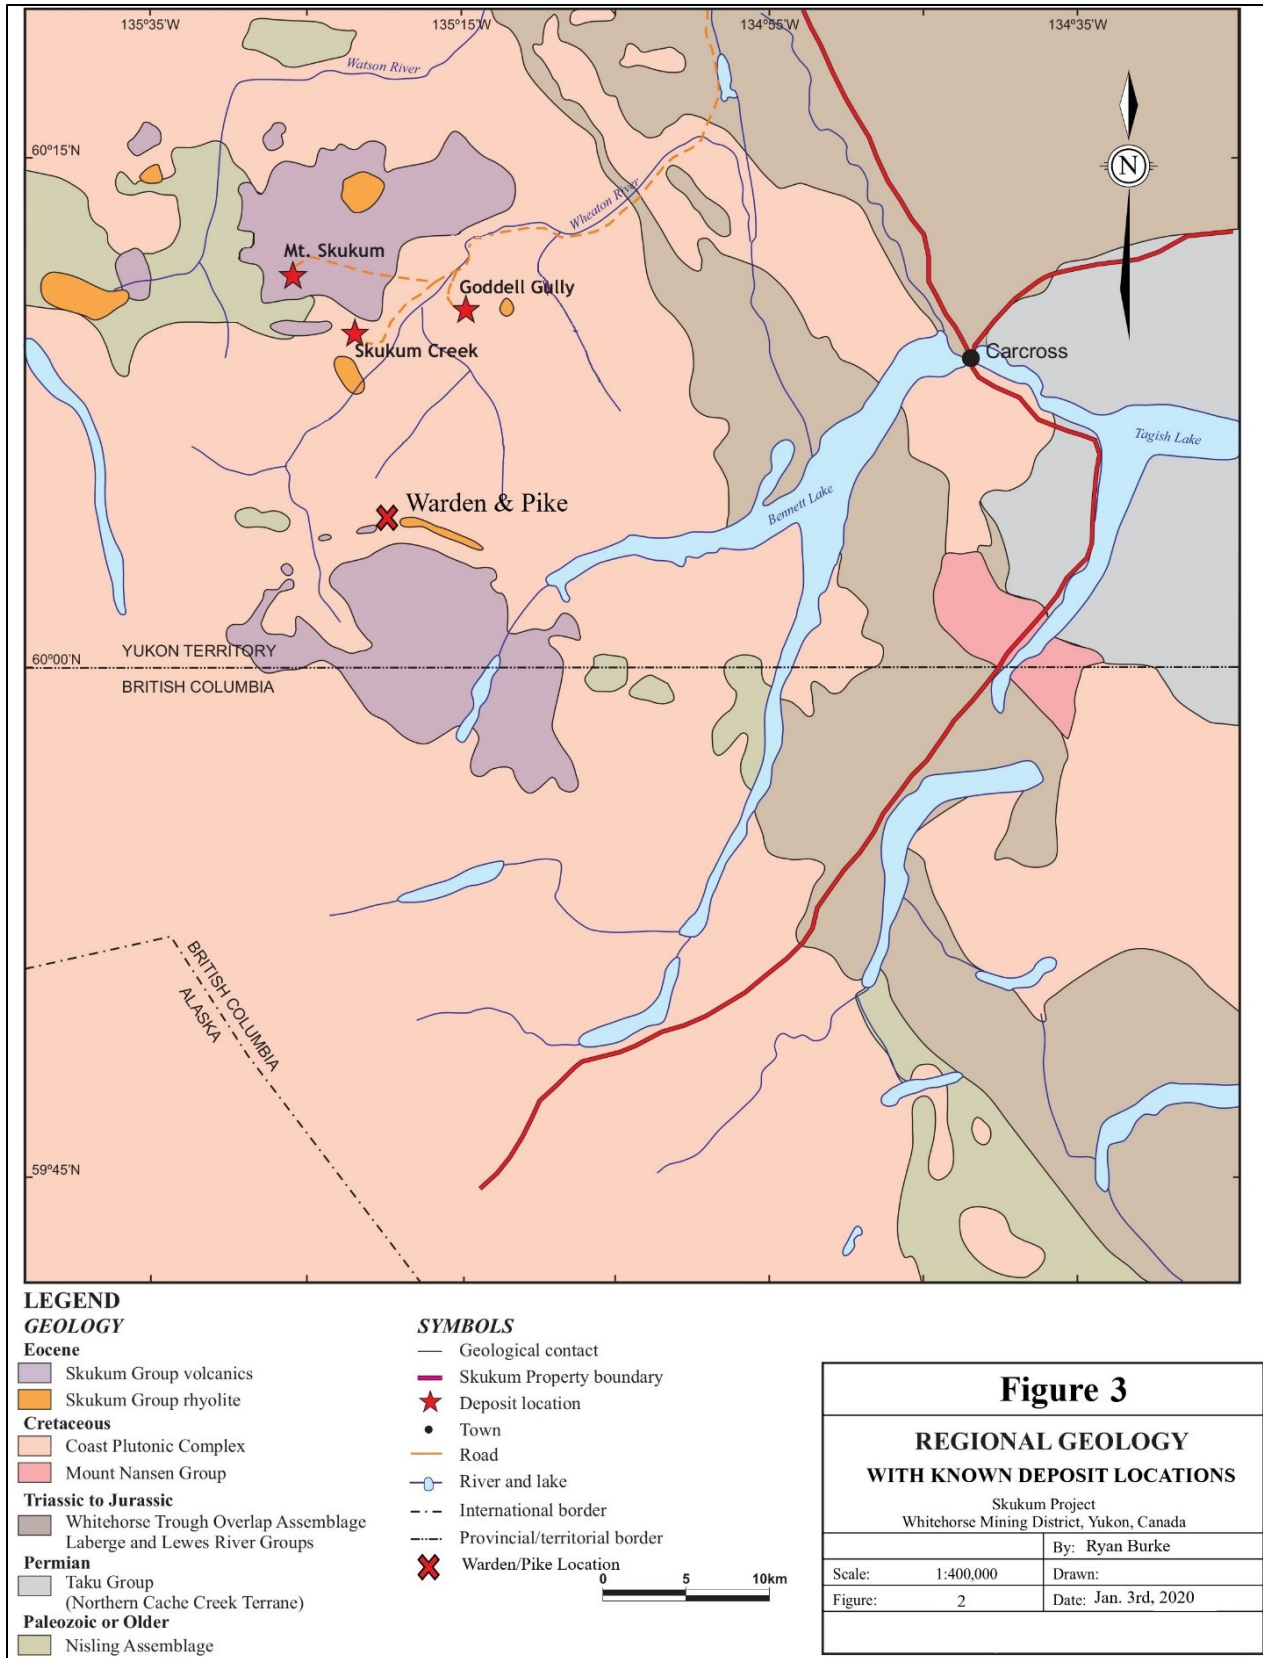 135°35'W
135°15'W
134°55'W
134°35'W
Watson River
60°15'N
N
Wheaton River
Mt. Skukum
Goddell Gully
Skukum Creek
Carcross
Tagish Lake
Bennett Lake
Warden & Pike
YUKON TERRITORY
60°00'N
BRITISH COLUMBIA
BRITISH COLUMBIA
ALASKA
59°45'N
LEGEND
GEOLOGY
Eocene
Skukum Group volcanics
Skukum Group rhyolite
Cretaceous
Coast Plutonic Complex
Mount Nansen Group
Triassic to Jurassic
Whitehorse Trough Overlap Assemblage
Laberge and Lewes River Groups
Permian
Taku Group
(Northern Cache Creek Terrane)
Paleozoic or Older
Nisling Assemblage
SYMBOLS
Geological contact
Skukum Property boundary
Deposit location
Town
Road
River and lake
International border
Provincial/territorial border
Warden/Pike Location
0 5 10km
Figure 3
REGIONAL GEOLOGY
WITH KNOWN DEPOSIT LOCATIONS
Skukum Project
Whitehorse Mining District, Yukon, Canada
By: Ryan Burke
Scale: 1:400,000 Drawn:
Figure: 2 Date: Jan. 3rd, 2020